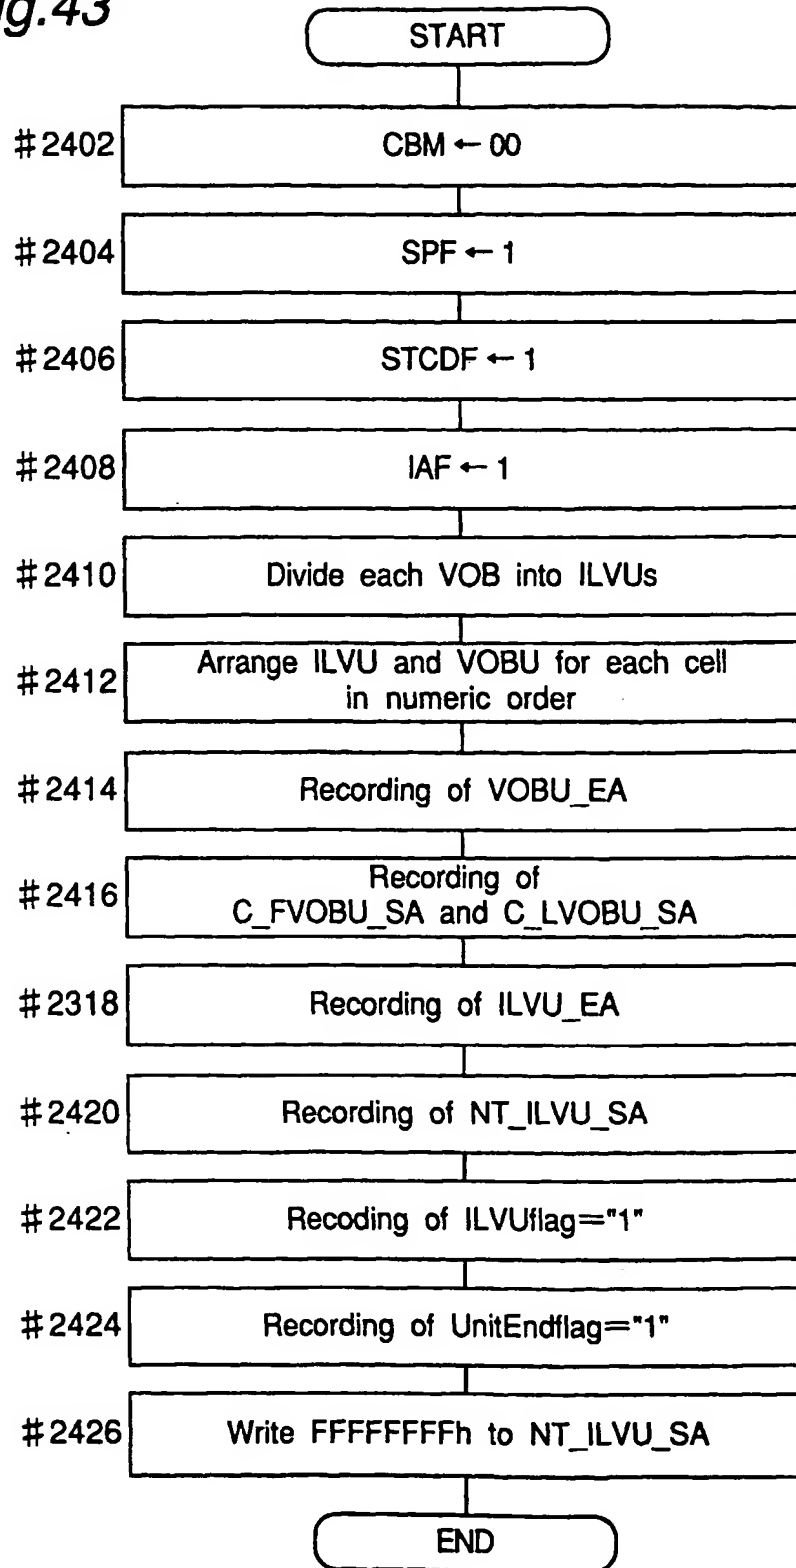 ig.43
START
#2402 CBM ← 00
#2404 SPF ← 1
#2406 STCDF ← 1
#2408 IAF ← 1
#2410 Divide each VOB into ILVUs
#2412 Arrange ILVU and VOBU for each cell
in numeric order
#2414 Recording of VOBU_EA
#2416 Recording of
C_FVOBU_SA and C_LVOBU_SA
#2318 Recording of ILVU_EA
#2420 Recording of NT_ILVU_SA
#2422 Recoding of ILVUflag="1"
#2424 Recording of UnitEndflag="1"
#2426 Write FFFFFFFFh to NT_ILVU_SA
END